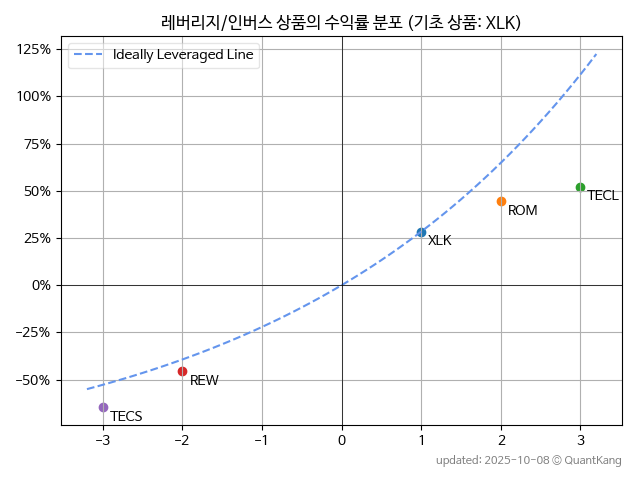 레버리지/인버스 상품의 수익률 분포 (기초 상품: XLK)
Ideally Leveraged Line
125%
100%
75%
50%
25%
0%
−25%
−50%
TECL
ROM
XLK
REW
TECS
−3 −2 −1 0 1 2 3
updated: 2025-10-08 © QuantKang